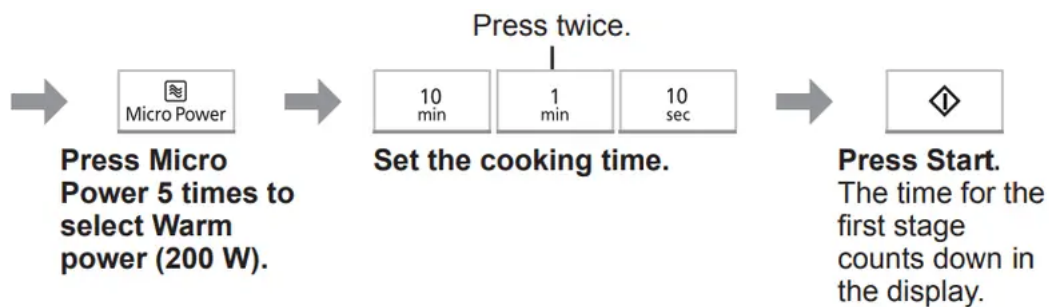 Press twice.
Micro Power
10
min
1
min
10
sec
Press Micro
Power 5 times to
select Warm
power (200 W).
Set the cooking time.
Press Start.
The time for the
first stage
counts down in
the display.